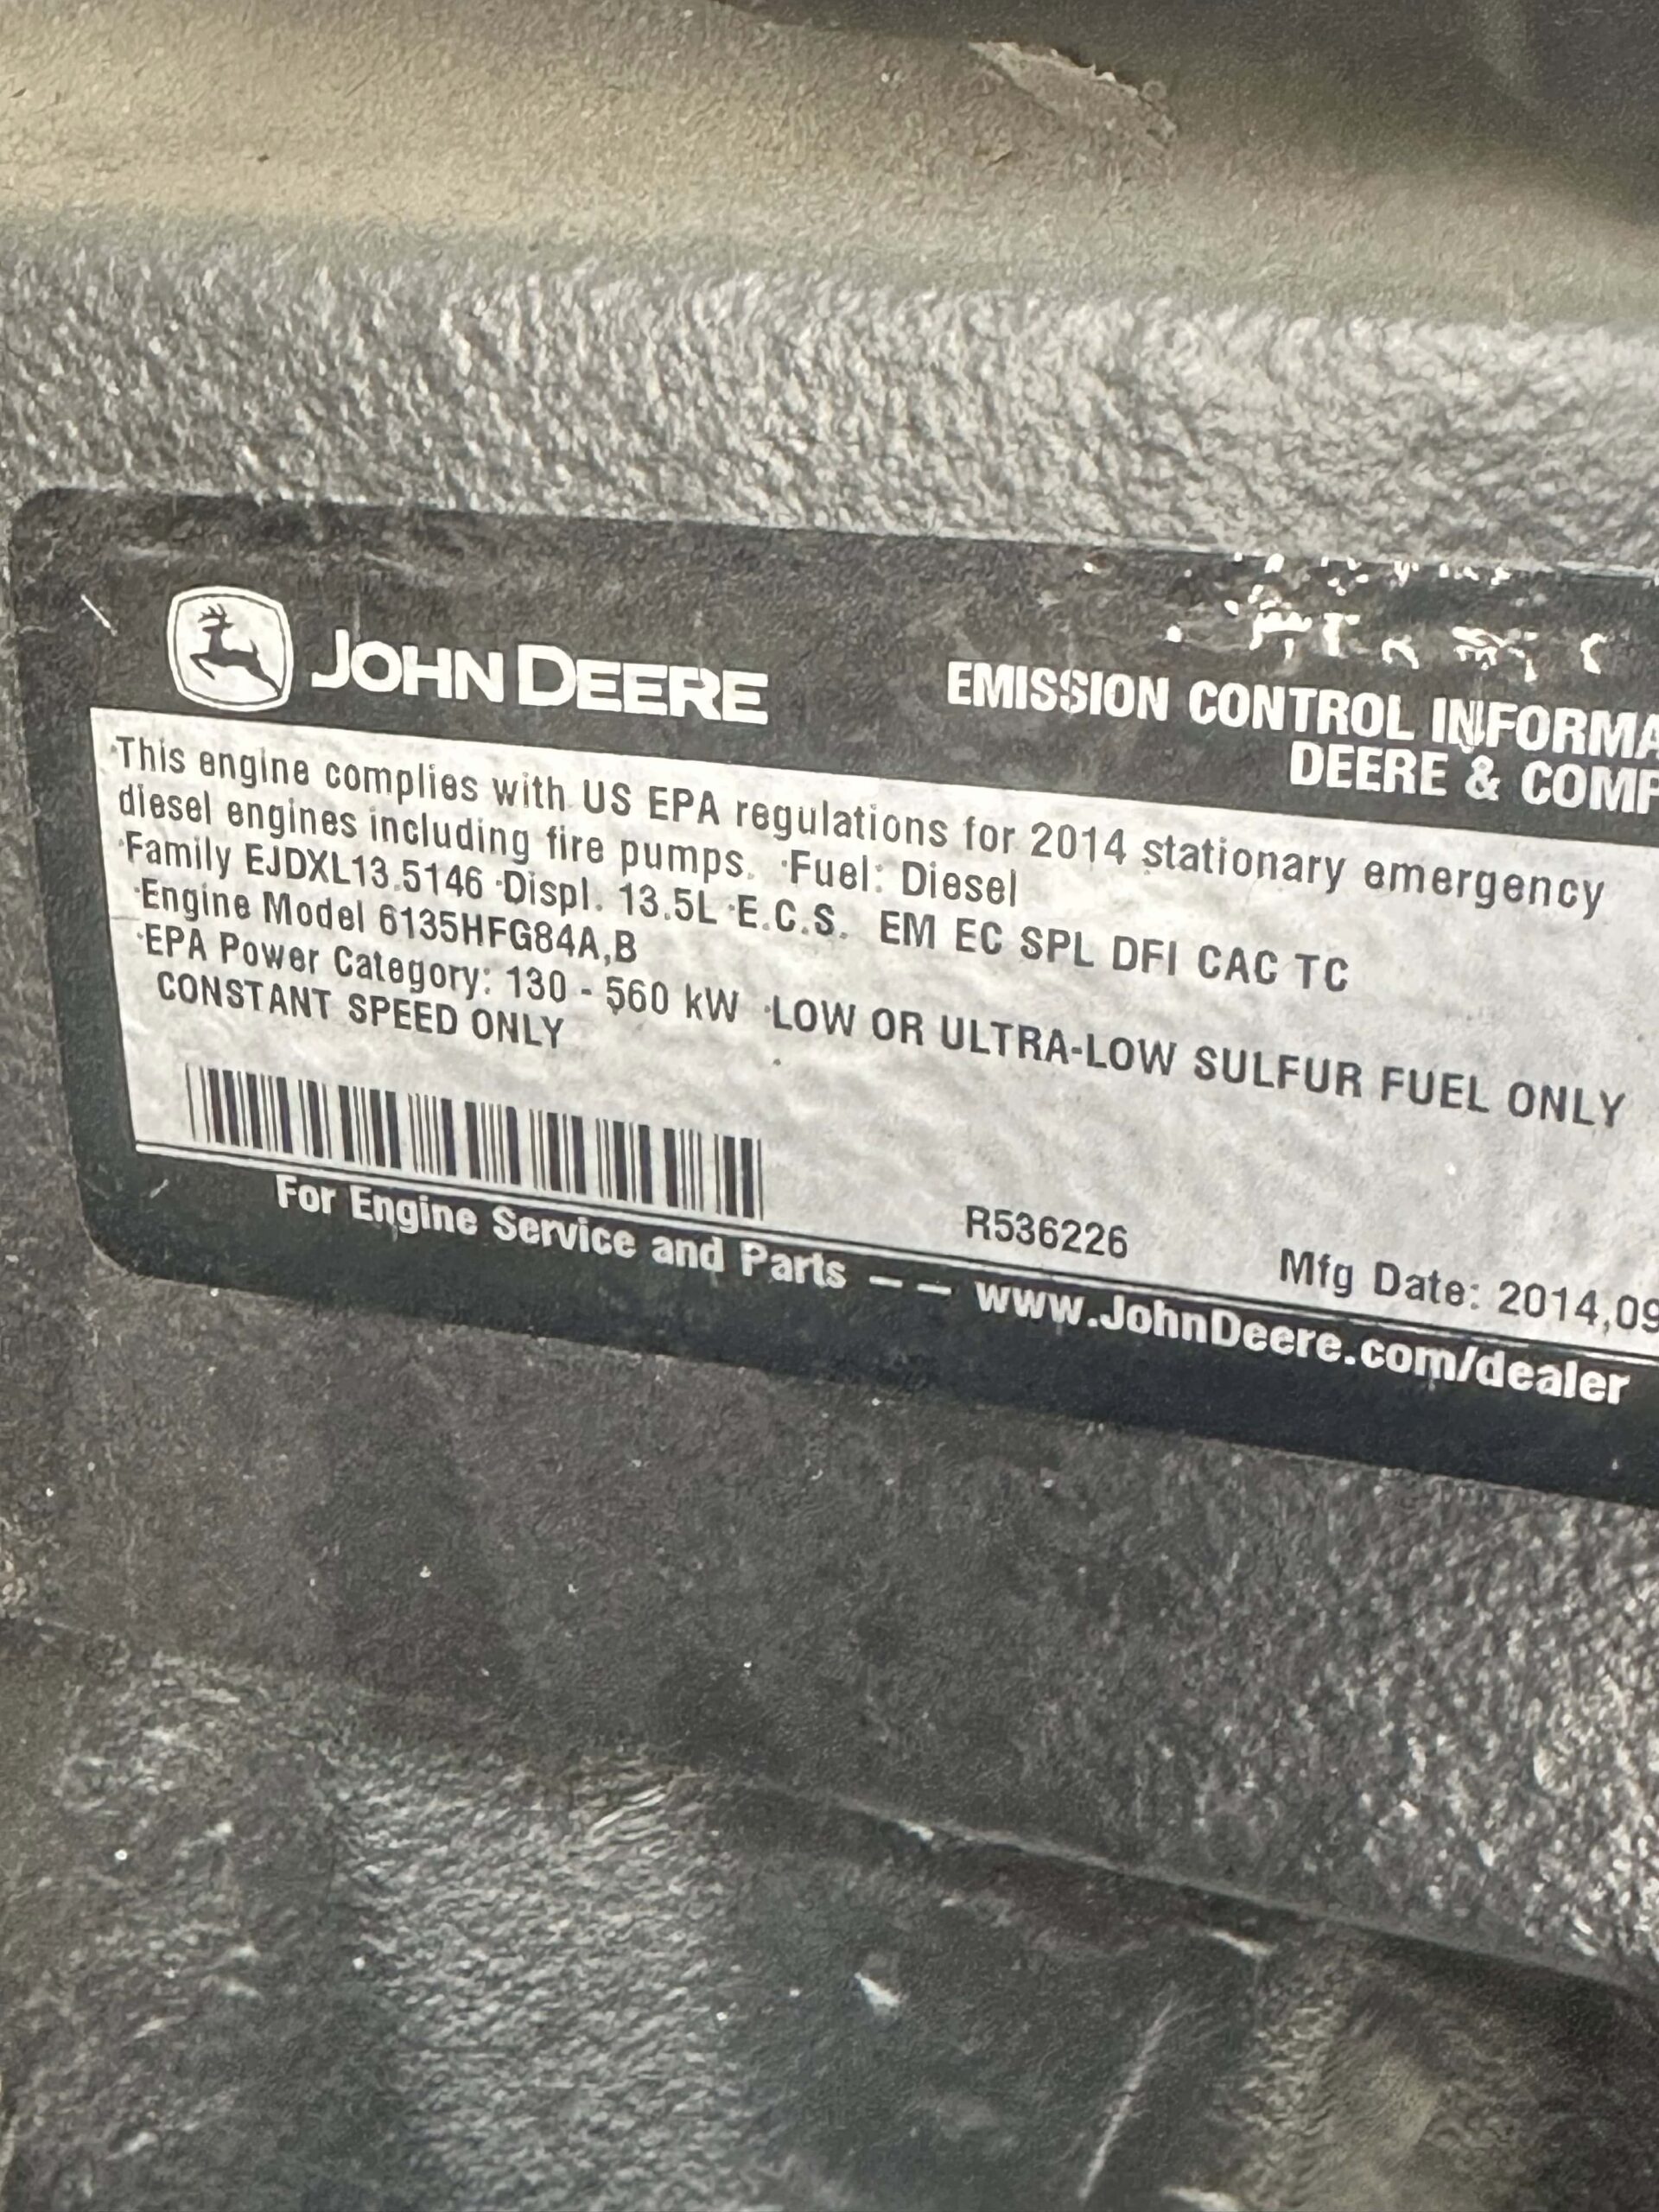 JOHN DEERE
EMISSION CONTROL INFORMA
DEERE & COMP
·This engine complies with US EPA regulations for 2014 stationary emergency
diesel engines including fire pumps. ·Fuel: Diesel
·Family EJDXL13.5146 ·Displ. 13.5L ·E.C.S. EM EC SPL DFI CAC TC
·Engine Model 6135HFG84A,B
·EPA Power Category: 130 - 560 kW ·LOW OR ULTRA-LOW SULFUR FUEL ONLY
CONSTANT SPEED ONLY
R536226 Mfg Date: 2014,09
For Engine Service and Parts – – www.JohnDeere.com/dealer